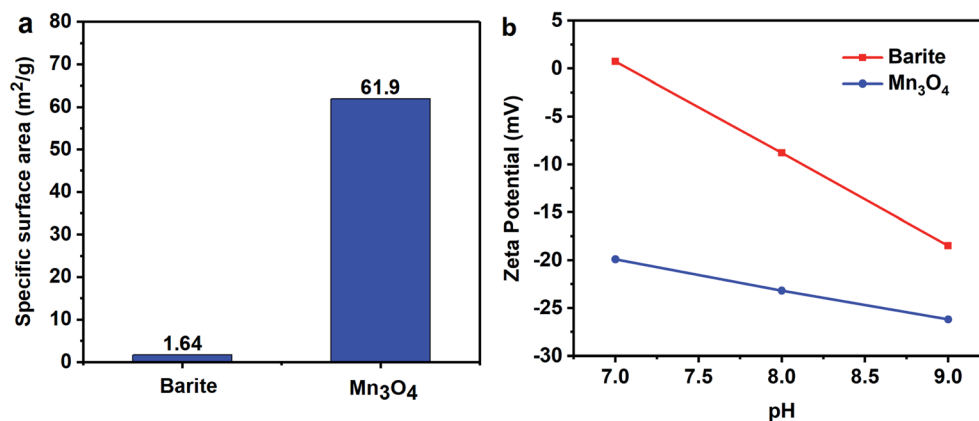 a
Specific surface area (m²/g)
80
70
60
50
40
30
20
10
0
1.64
61.9
Barite
Mn₃O₄
b
Zeta Potential (mV)
5
0
-5
-10
-15
-20
-25
-30
Barite
Mn₃O₄
7.0
7.5
8.0
8.5
9.0
pH